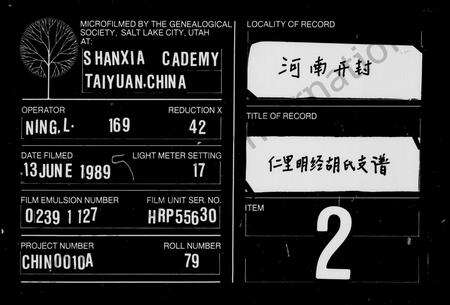 MICROFILMED BY THE GENEALOGICAL
SOCIETY, SALT LAKE CITY, UTAH
AT:
SHANXIA CADEMY
TAIYUAN.CHINA
OPERATOR
REDUCTION X
NING.L. 169
42
DATE FILMED
LIGHT METER SETTING
13 JUNE 1989
17
FILM EMULSION NUMBER
FILM UNIT SER. NO.
0239 1 127
HRP55630
PROJECT NUMBER
ROLL NUMBER
CHIN0010A
79
LOCALITY OF RECORD
河南开封
TITLE OF RECORD
仁里明经胡氏支谱
ITEM
2